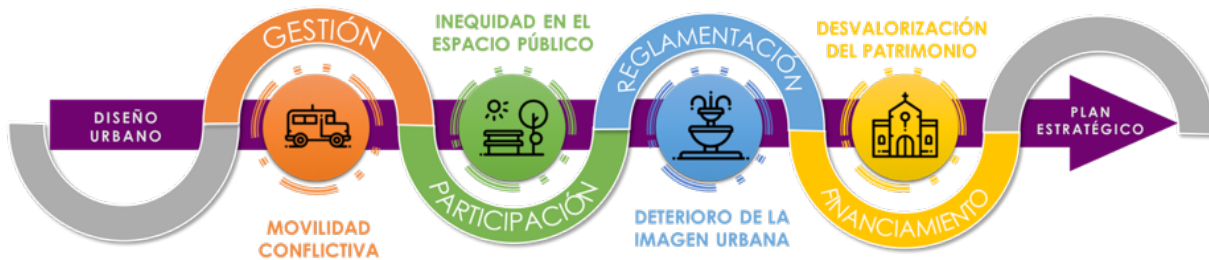 DISEÑO
URBANO
GESTIÓN
MOVILIDAD
CONFLICTIVA
INEQUIDAD EN EL
ESPACIO PÚBLICO
PARTICIPACIÓN
REGLAMENTACIÓN
DETERIORO DE LA
IMAGEN URBANA
DESVALORIZACIÓN
DEL PATRIMONIO
FINANCIAMIENTO
PLAN
ESTRATÉGICO